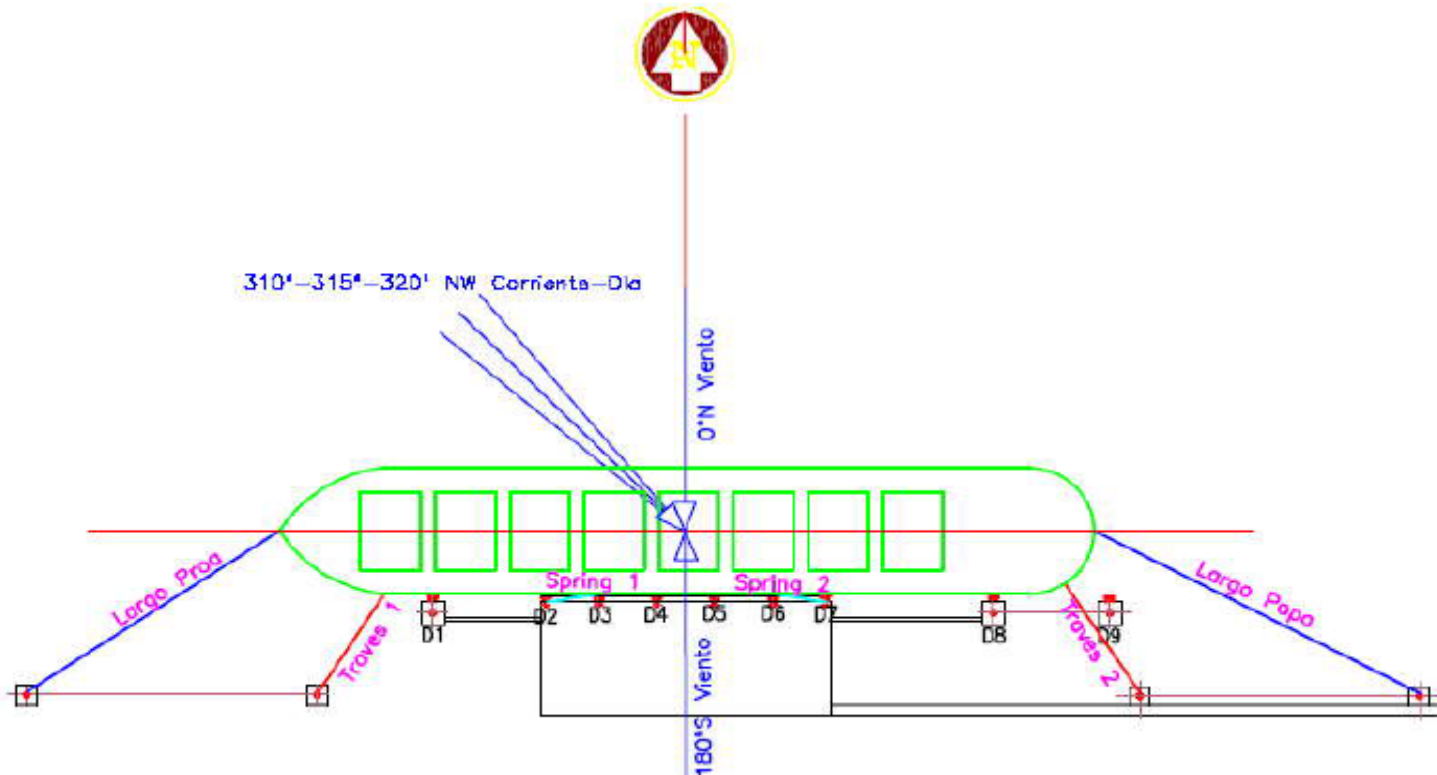 N
310°-315°-320° NW Corriente-Ola
0°N Viento
Largo Proa
Traves 1
Spring 1
Spring 2
Traves 2
Largo Popa
D1
D2
D3
D4
D5
D6
D7
D8
D9
180°S Viento